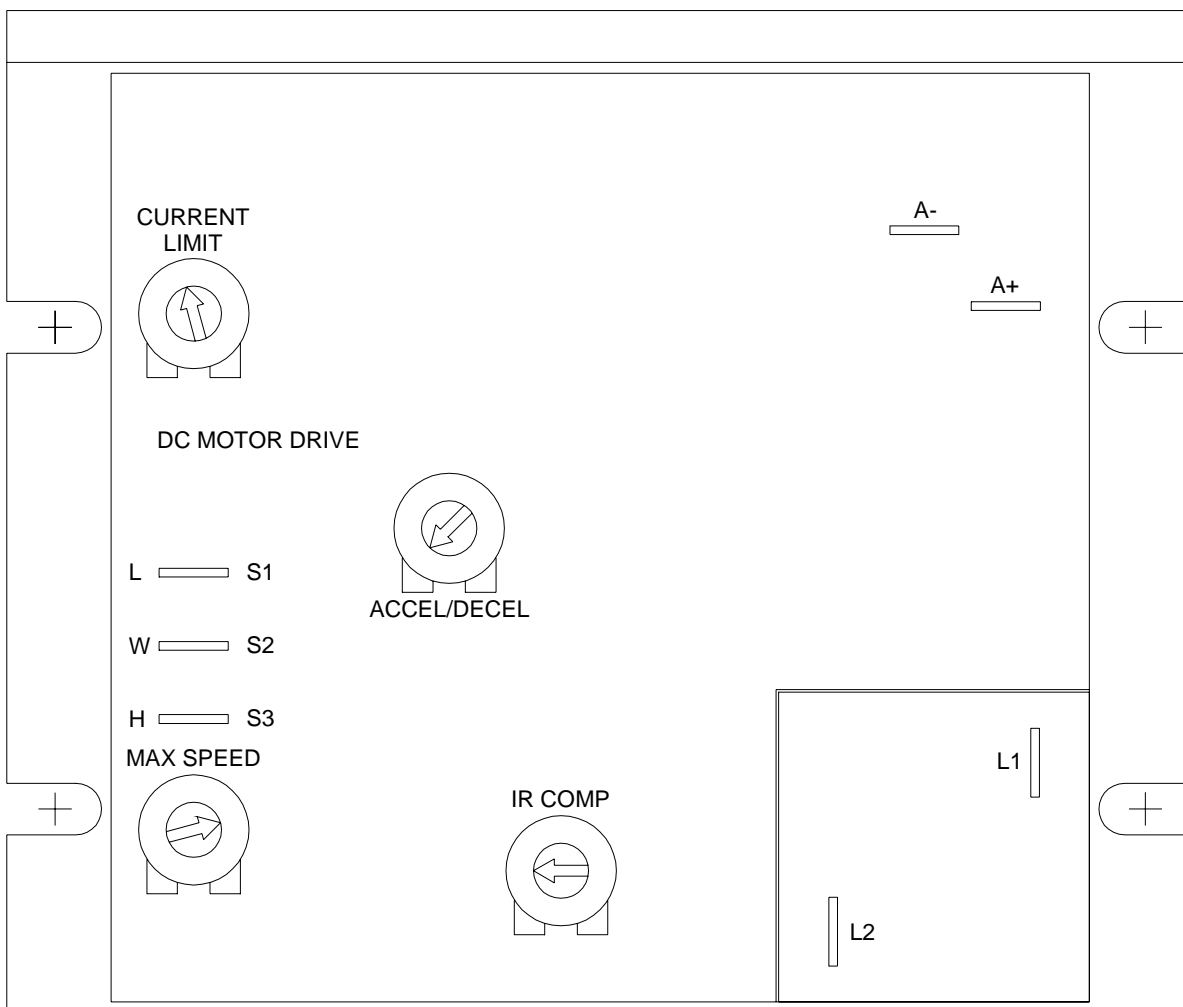 CURRENT
LIMIT
A-
A+
DC MOTOR DRIVE
L S1
ACCEL/DECEL
W S2
H S3
MAX SPEED
L1
IR COMP
L2